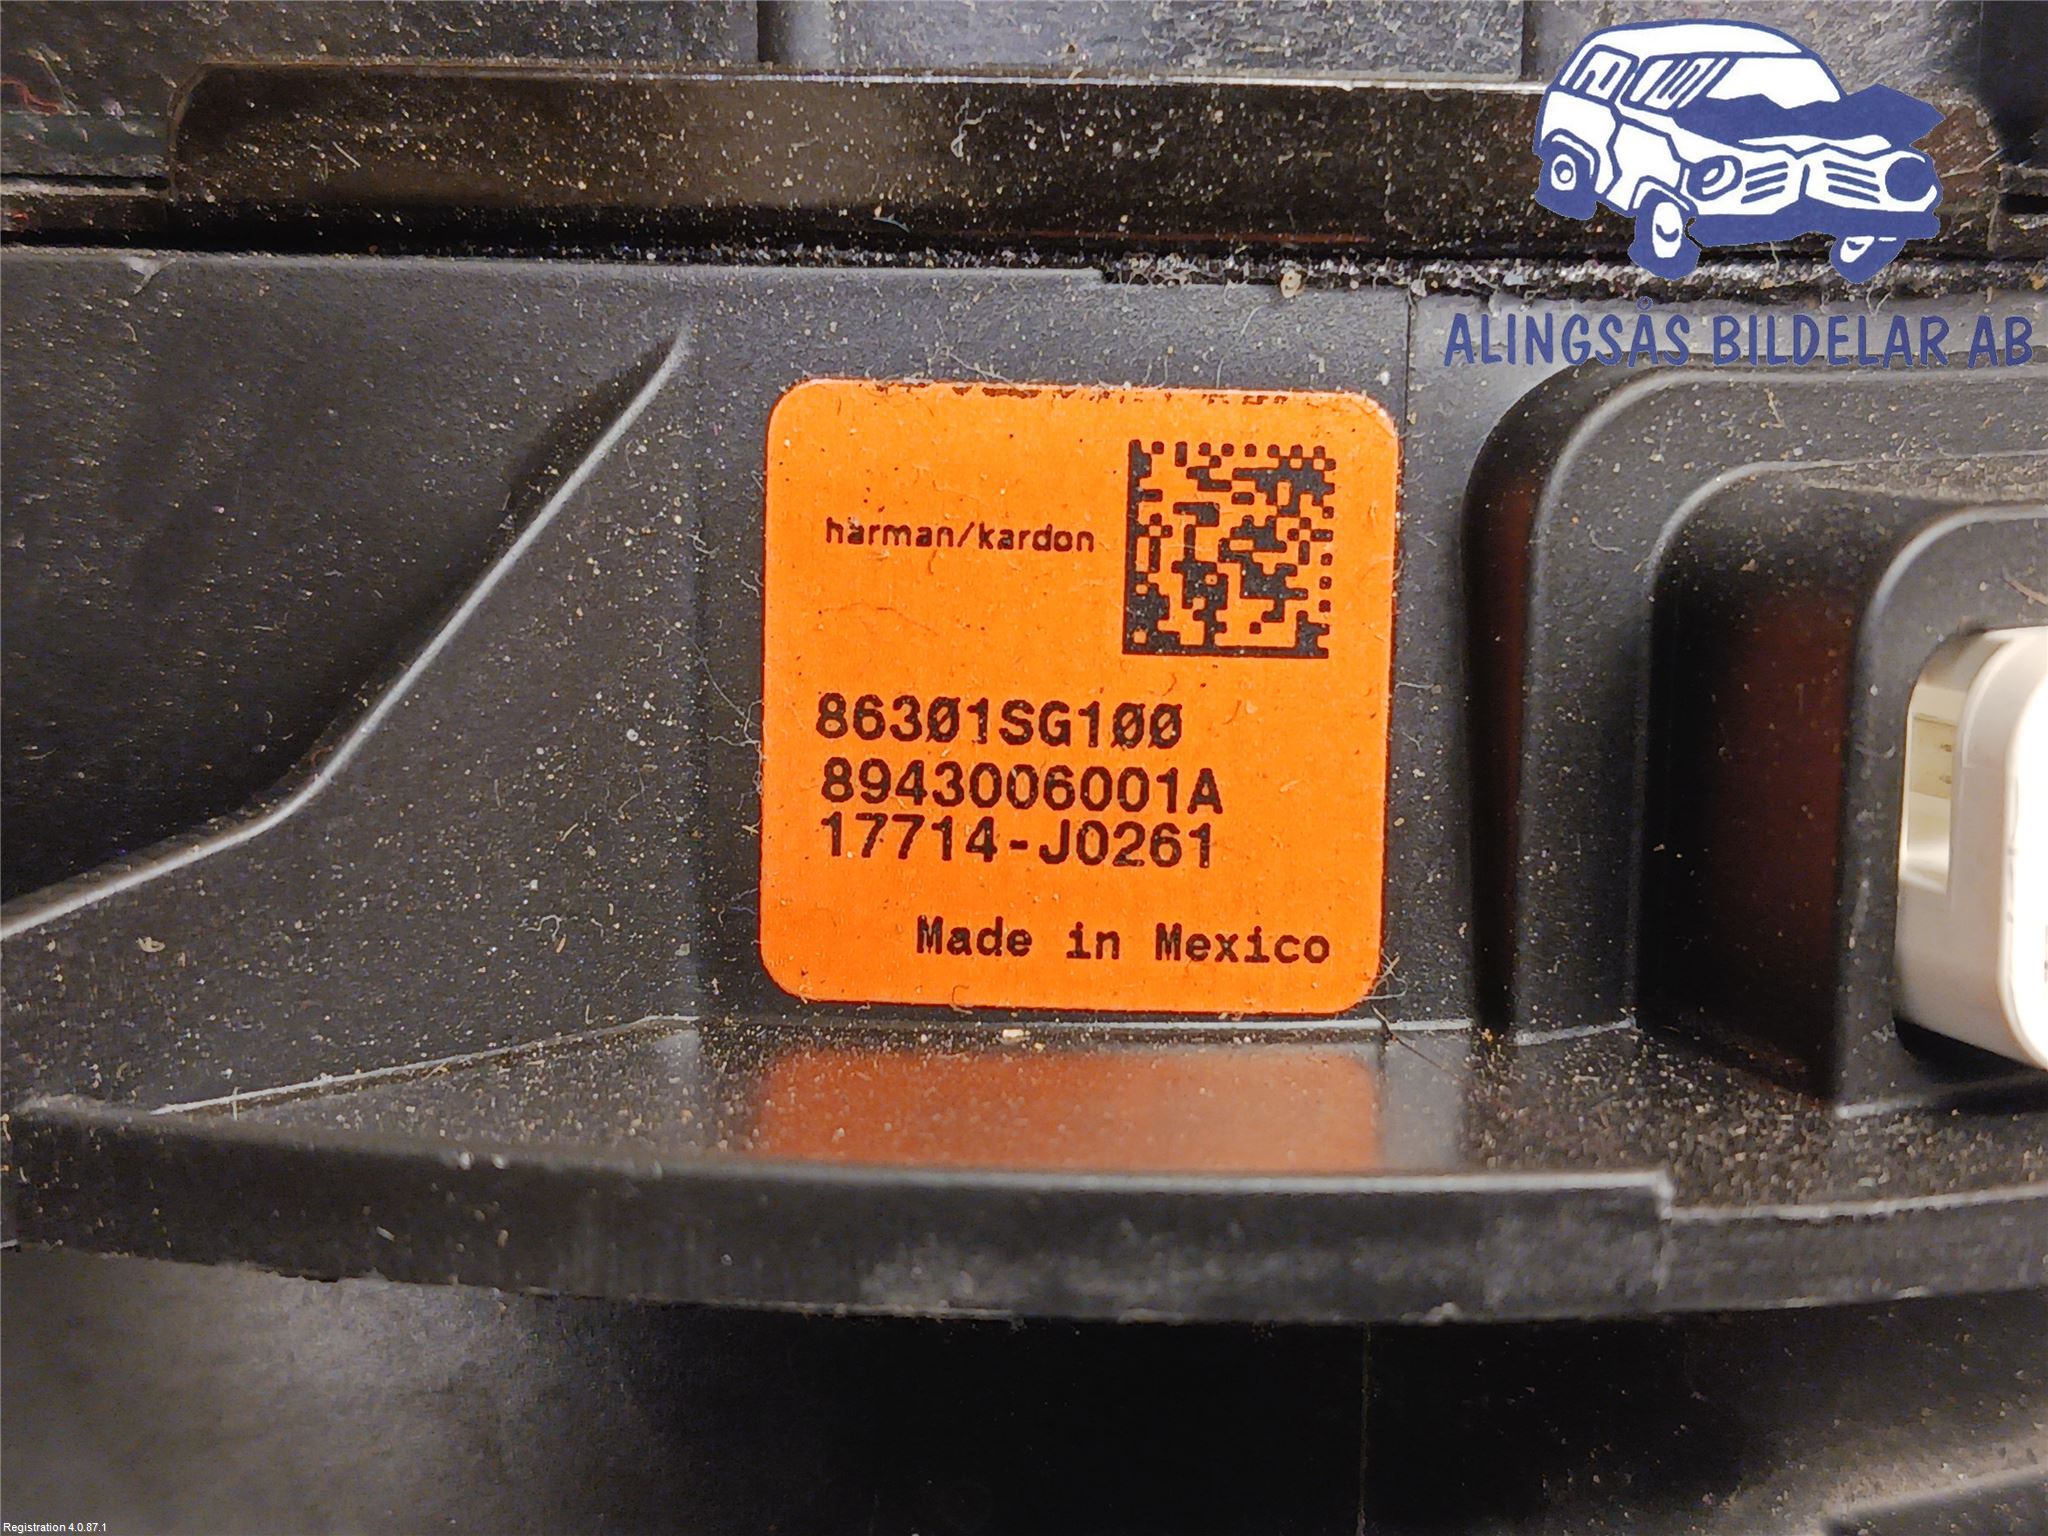 ALINGSÅS BILDELAR AB
harman/kardon
86301SG100
8943006001A
17714-J0261
Made in Mexico
Registration 4.0.87.1